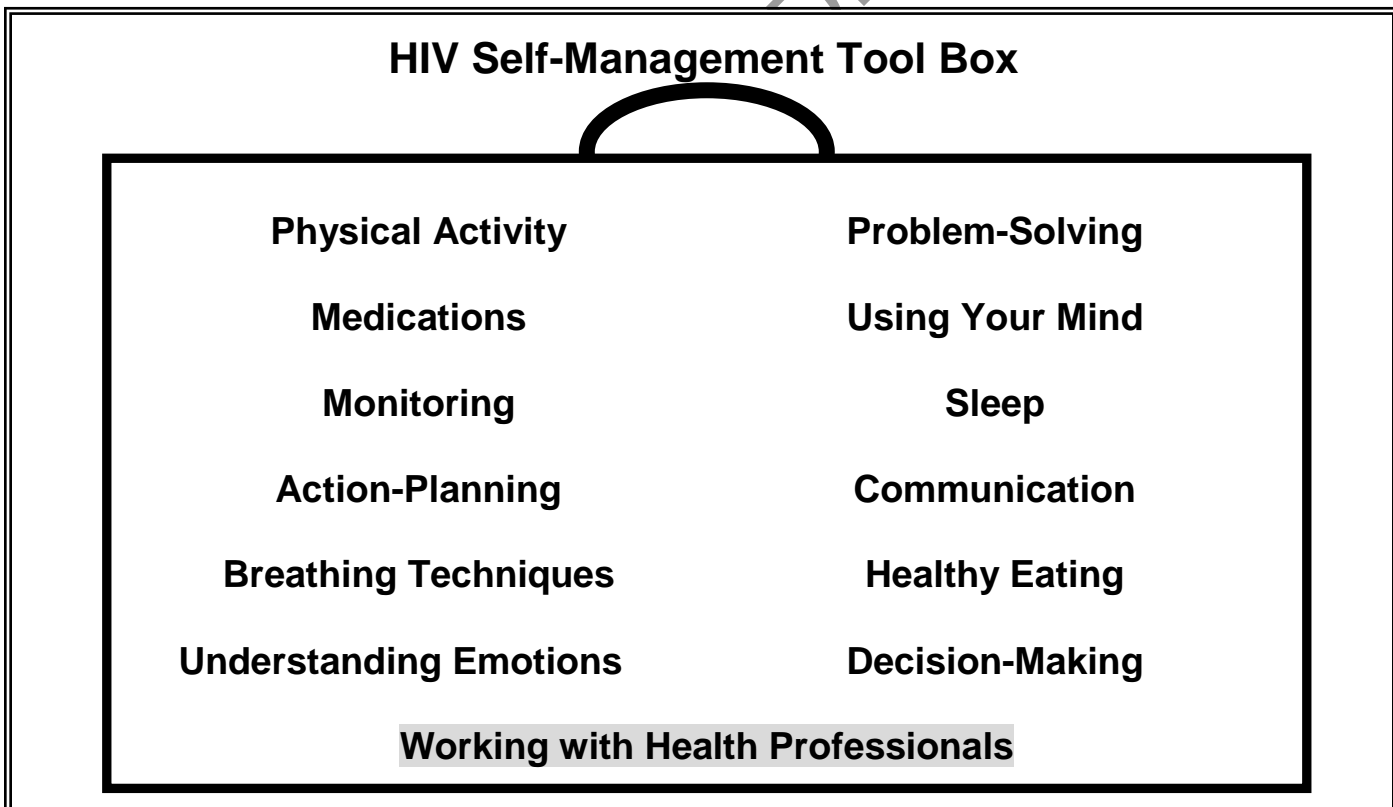 HIV Self-Management Tool Box
Physical Activity Problem-Solving
Medications Using Your Mind
Monitoring Sleep
Action-Planning Communication
Breathing Techniques Healthy Eating
Understanding Emotions Decision-Making
Working with Health Professionals